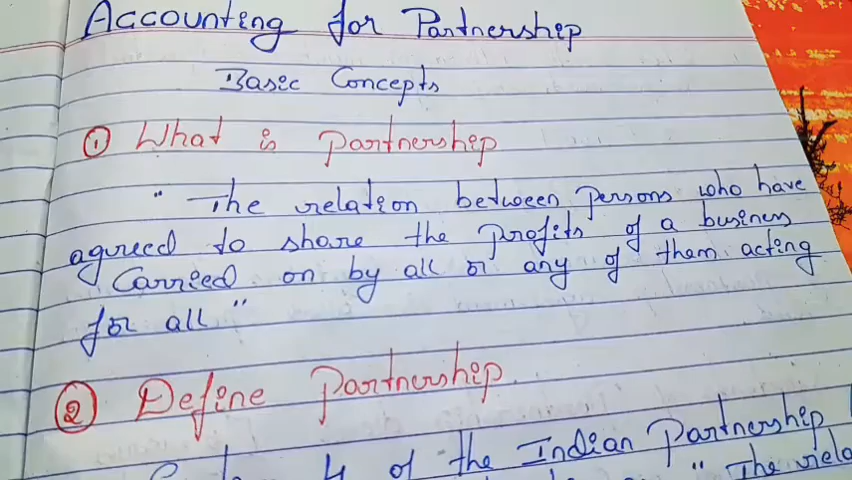 Accounting for Partnership
Basic Concepts
① What is Partnership
" The relation between Persons who have
agreed to share the Profits of a business
Carried on by all or any of them acting
for all "
② Define Partnership
4 of the Indian Partnership
" The rela